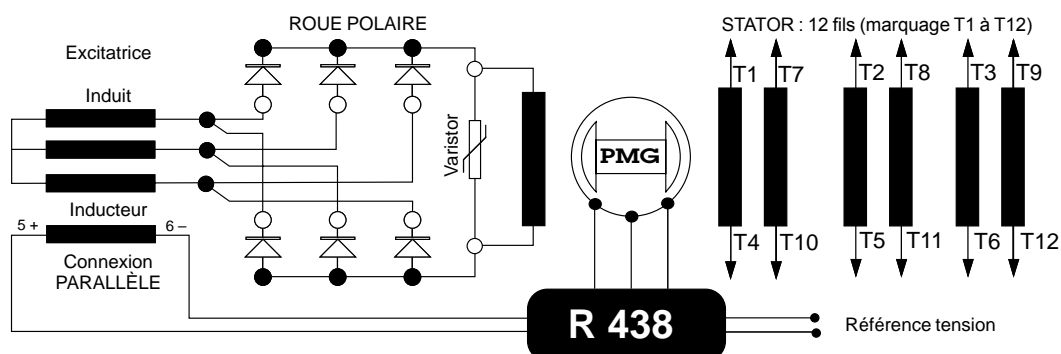 ROUE POLAIRE
STATOR : 12 fils (marquage T1 à T12)
Excitatrice
T1
T7
T2
T8
T3
T9
Induit
Varistor
PMG
Inducteur
5 +
6 –
T4
T10
T5
T11
T6
T12
Connexion
PARALLÈLE
R 438
Référence tension